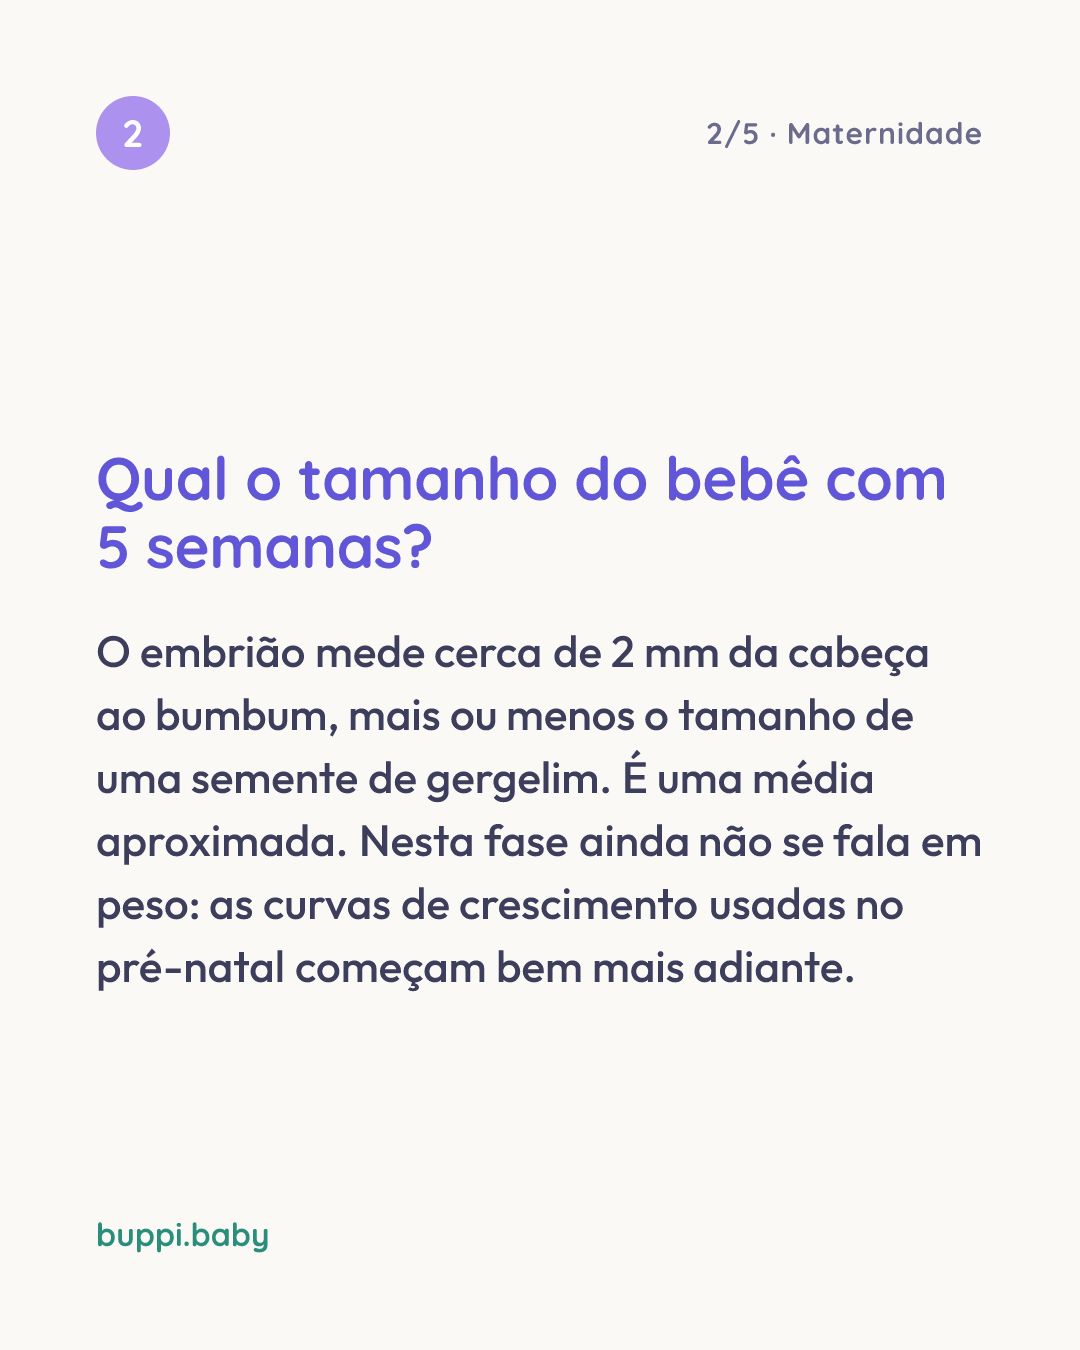 2
2/5 · Maternidade
Qual o tamanho do bebê com
5 semanas?
O embrião mede cerca de 2 mm da cabeça
ao bumbum, mais ou menos o tamanho de
uma semente de gergelim. É uma média
aproximada. Nesta fase ainda não se fala em
peso: as curvas de crescimento usadas no
pré-natal começam bem mais adiante.
buppi.baby